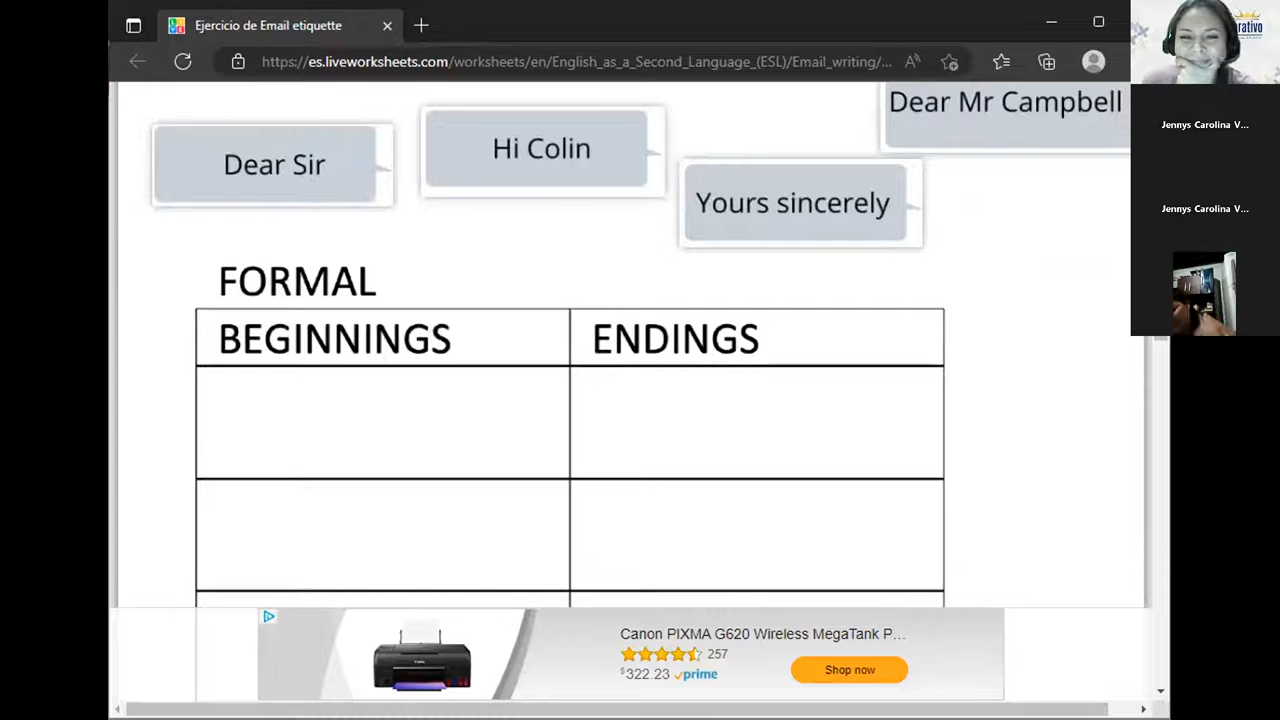 Ejercicio de Email etiquette
https://es.liveworksheets.com/worksheets/en/English_as_a_Second_Language_(ESL)/Email_writing/...
rativo
Dear Mr Campbell
Hi Colin
Dear Sir
Yours sincerely
Jennys Carolina V...
Jennys Carolina V...
FORMAL
BEGINNINGS ENDINGS
Canon PIXMA G620 Wireless MegaTank P...
257
$322.23 prime
Shop now